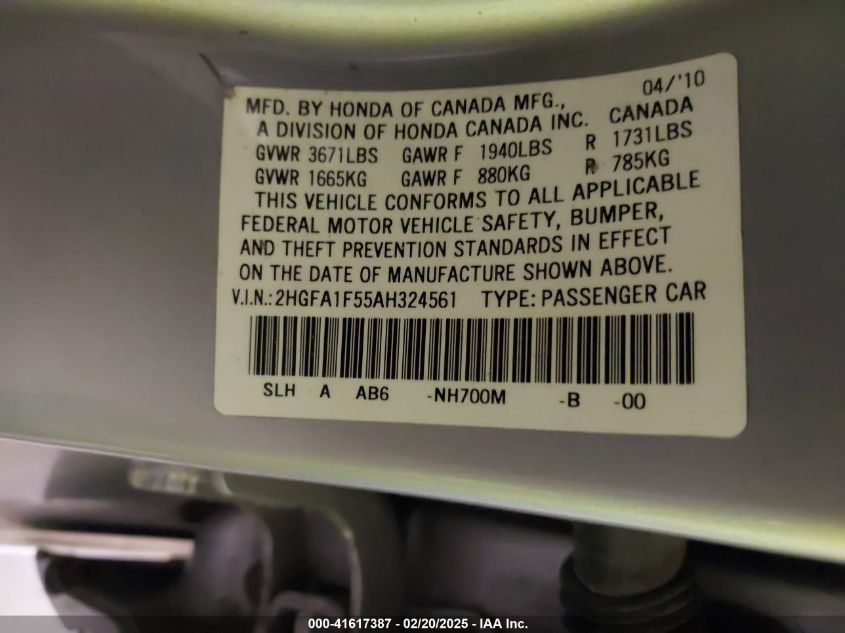 04/'10
MFD. BY HONDA OF CANADA MFG.,
A DIVISION OF HONDA CANADA INC. CANADA
GVWR 3671LBS GAWR F 1940LBS R 1731LBS
GVWR 1665KG GAWR F 880KG R 785KG
THIS VEHICLE CONFORMS TO ALL APPLICABLE
FEDERAL MOTOR VEHICLE SAFETY, BUMPER,
AND THEFT PREVENTION STANDARDS IN EFFECT
ON THE DATE OF MANUFACTURE SHOWN ABOVE.
V.I.N.: 2HGFA1F55AH324561 TYPE: PASSENGER CAR
SLH A AB6 -NH700M -B -00
000-41617387 - 02/20/2025 - IAA Inc.